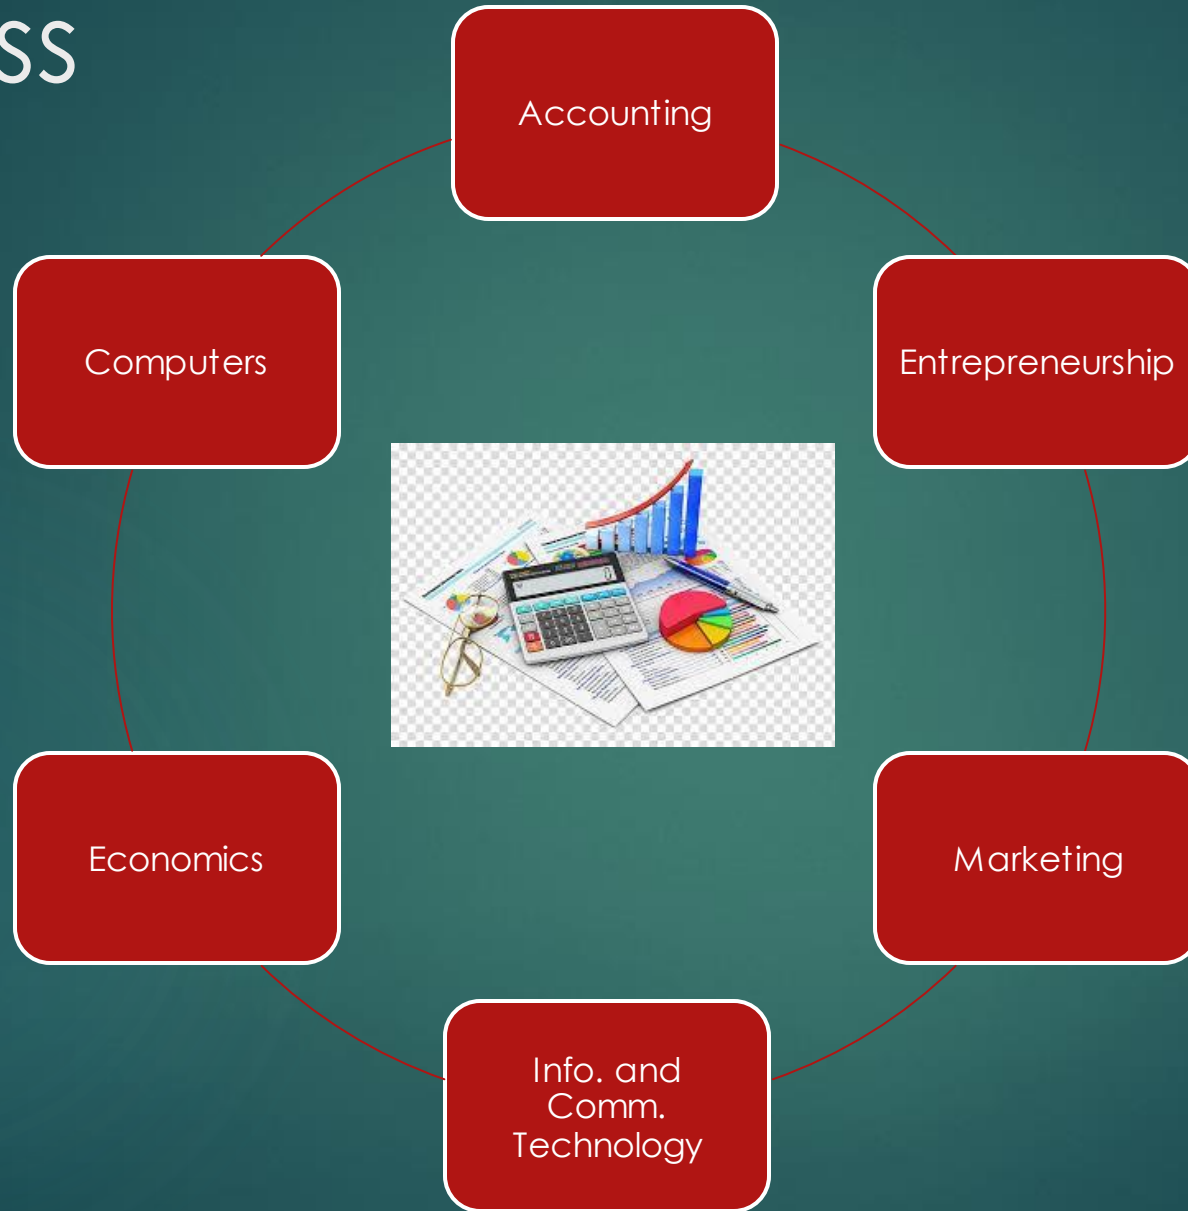 ss
Accounting
Computers
Entrepreneurship
Economics
Marketing
Info. and
Comm.
Technology